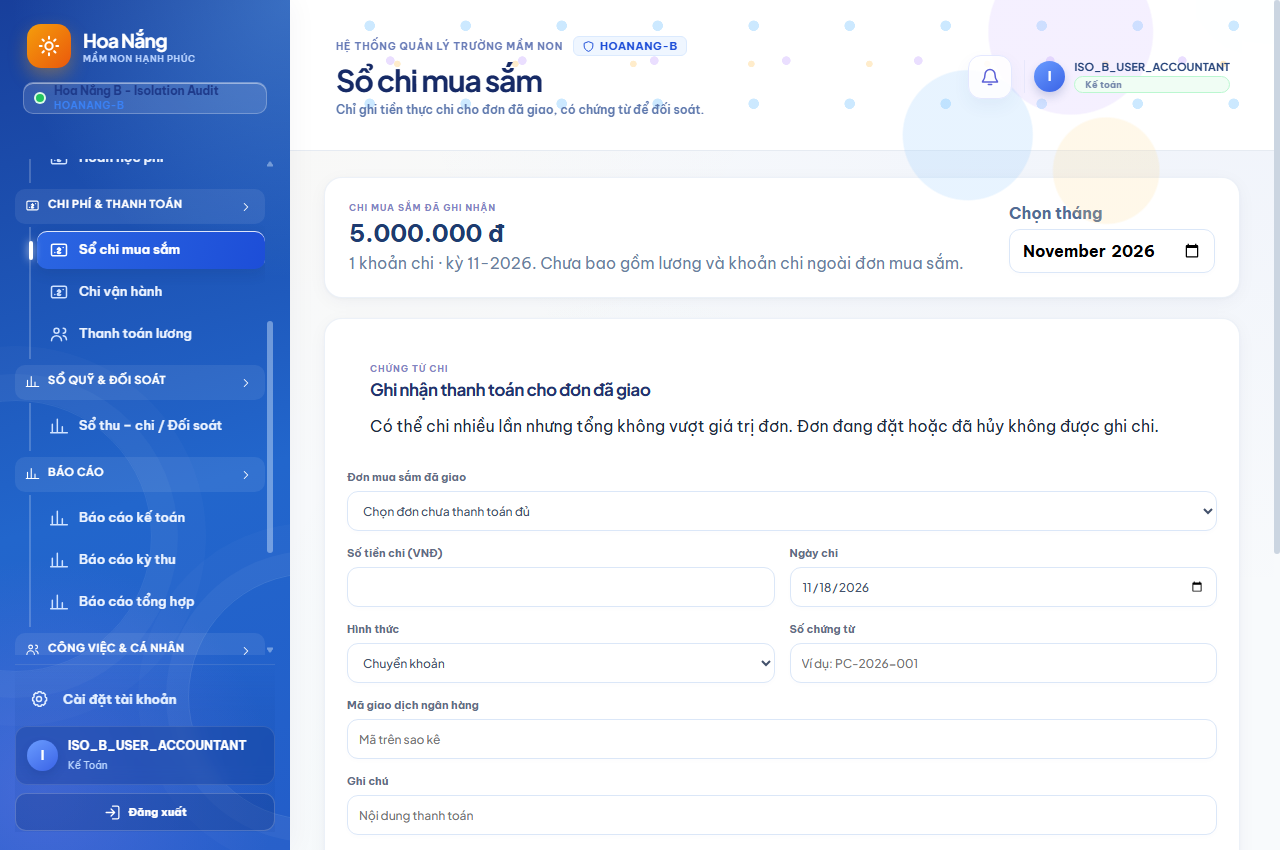 Hoa Nắng
MẦM NON HẠNH PHÚC
Hoa Nắng B - Isolation Audit
HOANANG-B
Hoàn học phí
CHI PHÍ & THANH TOÁN
Sổ chi mua sắm
Chi vận hành
Thanh toán lương
SỔ QUỸ & ĐỐI SOÁT
Sổ thu – chi / Đối soát
BÁO CÁO
Báo cáo kế toán
Báo cáo kỳ thu
Báo cáo tổng hợp
CÔNG VIỆC & CÁ NHÂN
Cài đặt tài khoản
I
ISO_B_USER_ACCOUNTANT
Kế Toán
Đăng xuất
HỆ THỐNG QUẢN LÝ TRƯỜNG MẦM NON
HOANANG-B
Sổ chi mua sắm
Chỉ ghi tiền thực chi cho đơn đã giao, có chứng từ để đối soát.
I
ISO_B_USER_ACCOUNTANT
Kế toán
CHI MUA SẮM ĐÃ GHI NHẬN
5.000.000 đ
1 khoản chi · kỳ 11-2026. Chưa bao gồm lương và khoản chi ngoài đơn mua sắm.
Chọn tháng
November 2026
CHỨNG TỪ CHI
Ghi nhận thanh toán cho đơn đã giao
Có thể chi nhiều lần nhưng tổng không vượt giá trị đơn. Đơn đang đặt hoặc đã hủy không được ghi chi.
Đơn mua sắm đã giao
Chọn đơn chưa thanh toán đủ
Số tiền chi (VNĐ)
Ngày chi
11/18/2026
Hình thức
Số chứng từ
Chuyển khoản
Ví dụ: PC-2026-001
Mã giao dịch ngân hàng
Mã trên sao kê
Ghi chú
Nội dung thanh toán